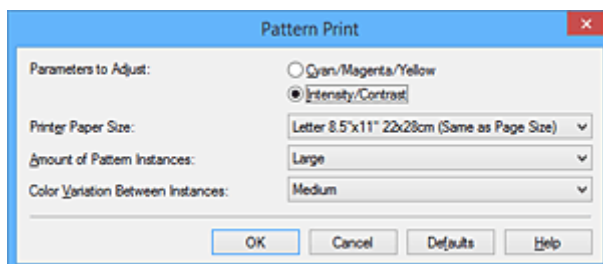 Pattern Print
Parameters to Adjust:
Cyan/Magenta/Yellow
Intensity/Contrast
Printer Paper Size: Letter 8.5"x11" 22x28cm (Same as Page Size)
Amount of Pattern Instances: Large
Color Variation Between Instances: Medium
OK Cancel Defaults Help